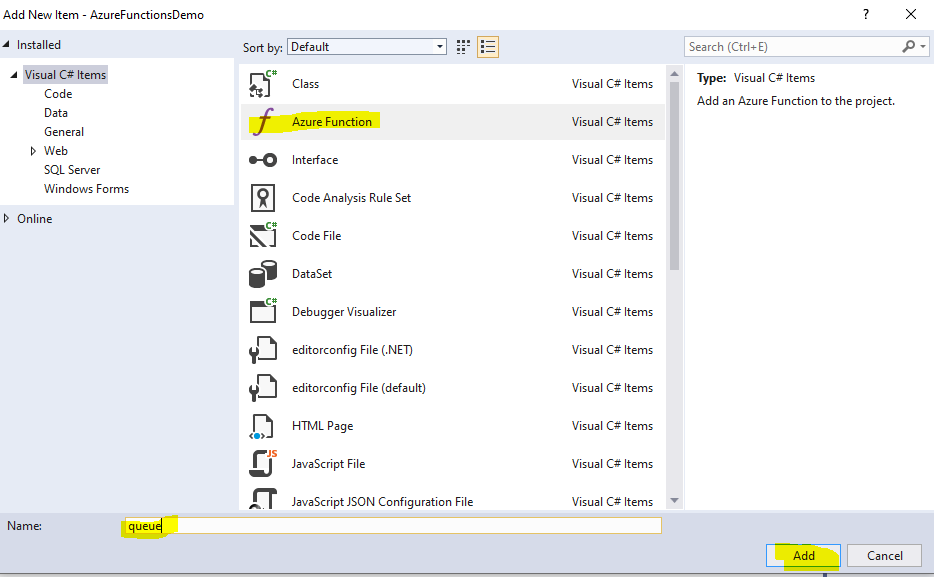 Add New Item - AzureFunctionsDemo
? 
Installed
Sort by: Default
Search (Ctrl+E)
Visual C# Items
Code
Data
General
Web
SQL Server
Windows Forms
Online
C# Class Visual C# Items
Azure Function Visual C# Items
Interface Visual C# Items
Code Analysis Rule Set Visual C# Items
C# Code File Visual C# Items
DataSet Visual C# Items
C# Debugger Visualizer Visual C# Items
editorconfig File (.NET) Visual C# Items
editorconfig File (default) Visual C# Items
HTML Page Visual C# Items
JS JavaScript File Visual C# Items
JavaScript JSON Configuration File Visual C# Items
Type: Visual C# Items
Add an Azure Function to the project.
Name: queue
Add Cancel